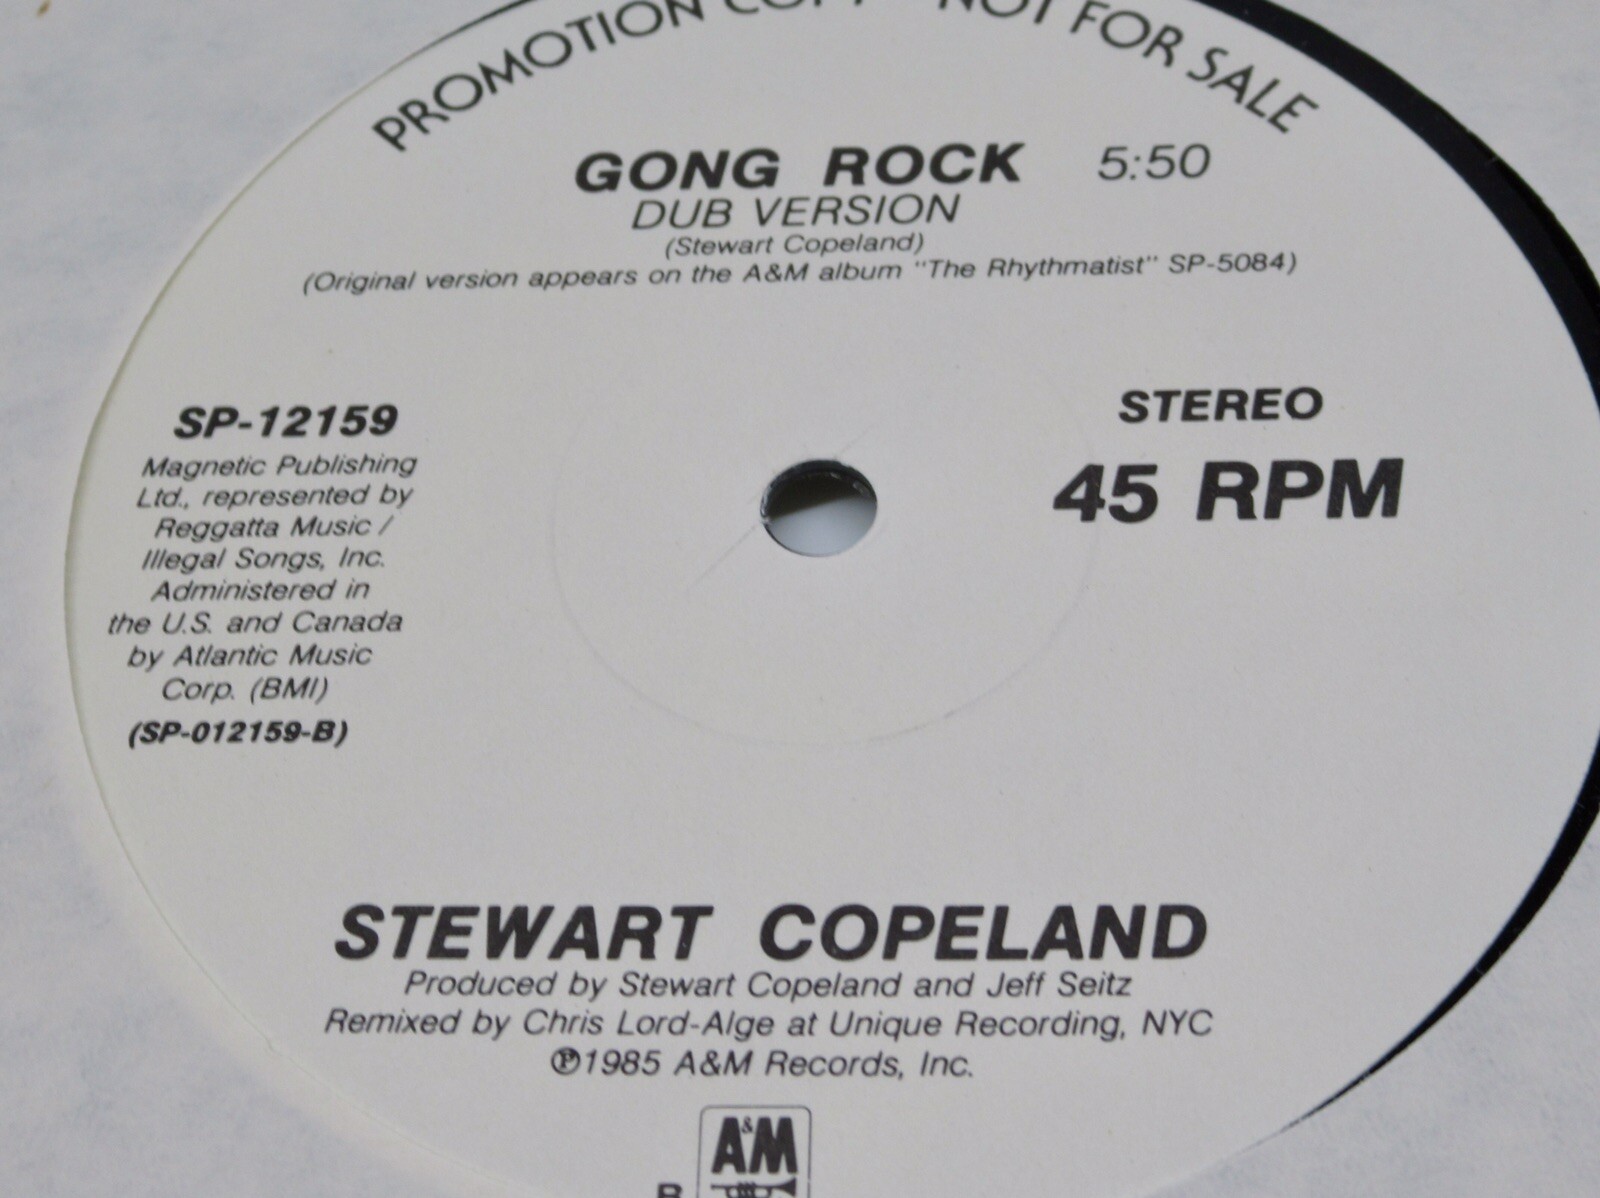 PROMOTION COPY NOT FOR SALE
GONG ROCK 5:50
DUB VERSION
(Stewart Copeland)
(Original version appears on the A&M album "The Rhythmatist" SP-5084)
SP-12159
Magnetic Publishing
Ltd., represented by
Reggatta Music /
Illegal Songs, Inc.
Administered in
the U.S. and Canada
by Atlantic Music
Corp. (BMI)
(SP-012159-B)
STEREO
45 RPM
STEWART COPELAND
Produced by Stewart Copeland and Jeff Seitz
Remixed by Chris Lord-Alge at Unique Recording, NYC
℗1985 A&M Records, Inc.
A&M